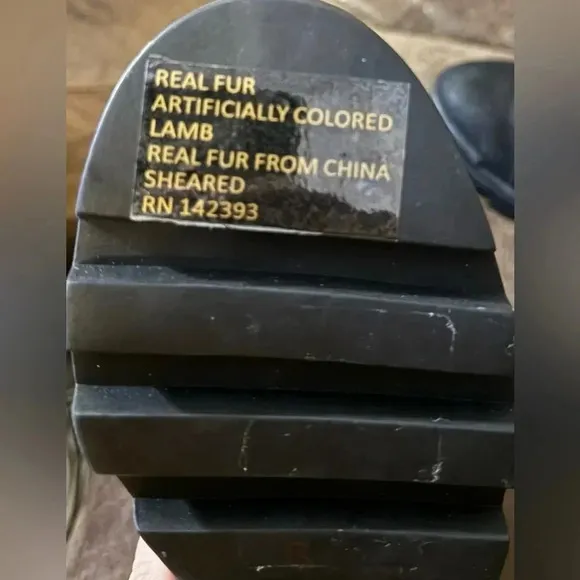 REAL FUR
ARTIFICIALLY COLORED
LAMB
REAL FUR FROM CHINA
SHEARED
RN 142393